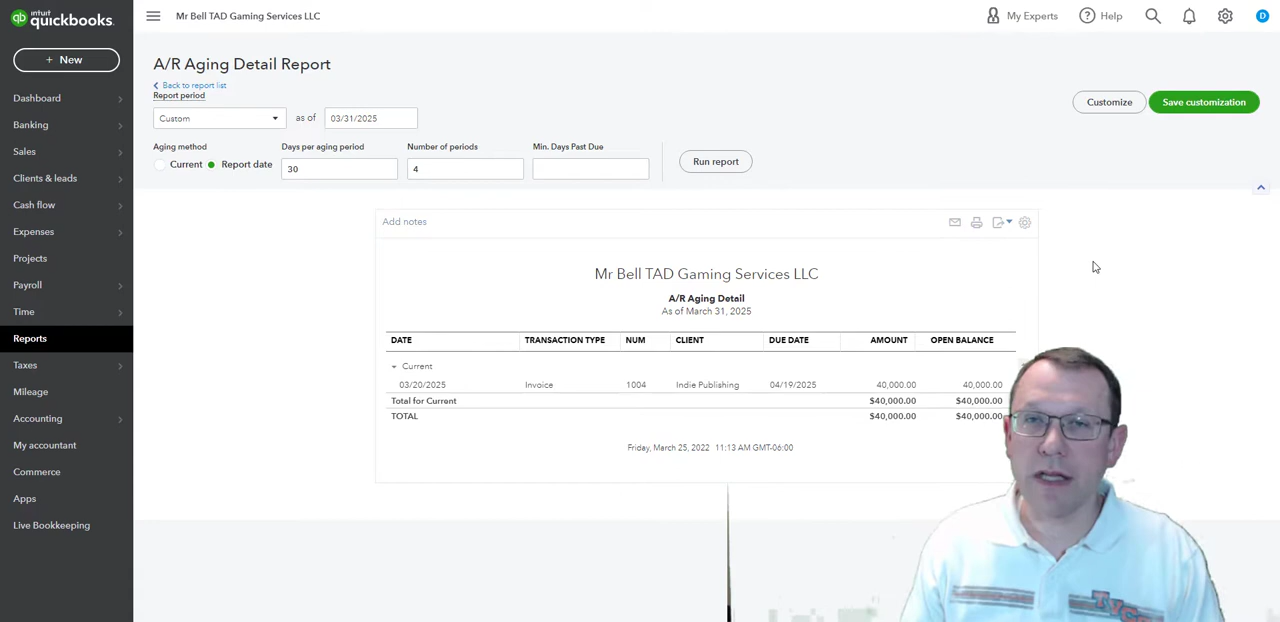 intuit
qb quickbooks.
Mr Bell TAD Gaming Services LLC
My Experts
Help
D
+ New
Dashboard
Banking
Sales
Clients & leads
Cash flow
Expenses
Projects
Payroll
Time
Reports
Taxes
Mileage
Accounting
My accountant
Commerce
Apps
Live Bookkeeping
A/R Aging Detail Report
Back to report list
Report period
Custom as of 03/31/2025
Customize
Save customization
Aging method Days per aging period Number of periods Min. Days Past Due
Current Report date 30 4
Run report
Add notes
Mr Bell TAD Gaming Services LLC
A/R Aging Detail
As of March 31, 2025
DATE TRANSACTION TYPE NUM CLIENT DUE DATE AMOUNT OPEN BALANCE
Current
03/20/2025 Invoice 1004 Indie Publishing 04/19/2025 40,000.00 40,000.00
Total for Current $40,000.00 $40,000.00
TOTAL $40,000.00 $40,000.00
Friday, March 25, 2022 11:13 AM GMT-06:00